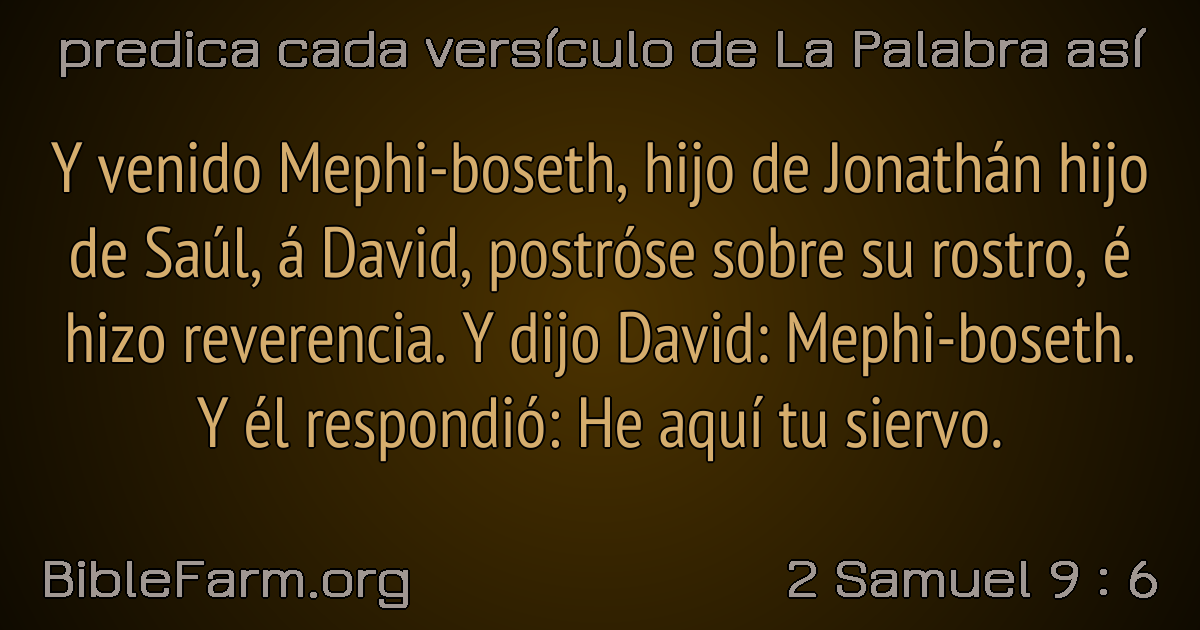 predica cada versículo de La Palabra así
Y venido Mephi-boseth, hijo de Jonathán hijo
de Saúl, á David, postróse sobre su rostro, é
hizo reverencia. Y dijo David: Mephi-boseth.
Y él respondió: He aquí tu siervo.
BibleFarm.org
2 Samuel 9 : 6